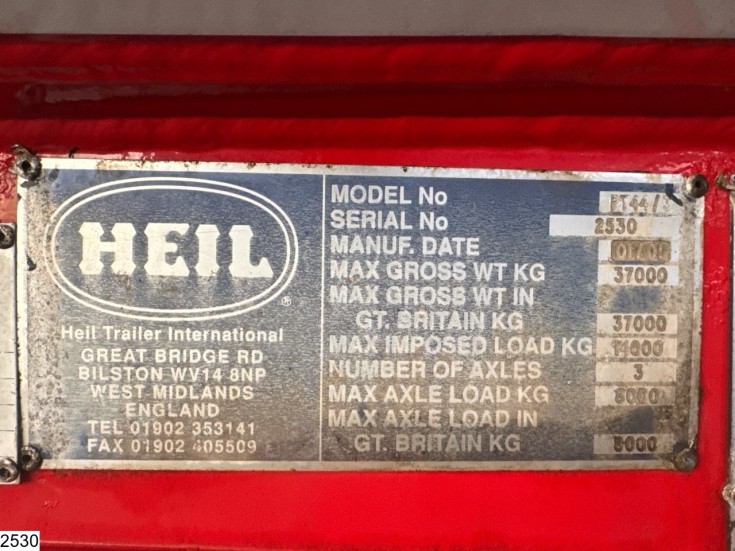 HEIL
®
Heil Trailer International
GREAT BRIDGE RD
BILSTON WV14 8NP
WEST MIDLANDS
ENGLAND
TEL 01902 353141
FAX 01902 405509
MODEL No
SERIAL No 2530
MANUF. DATE
MAX GROSS WT KG 37000
MAX GROSS WT IN
GT. BRITAIN KG 37000
MAX IMPOSED LOAD KG
NUMBER OF AXLES 3
MAX AXLE LOAD KG 8000
MAX AXLE LOAD IN
GT. BRITAIN KG 8000
2530